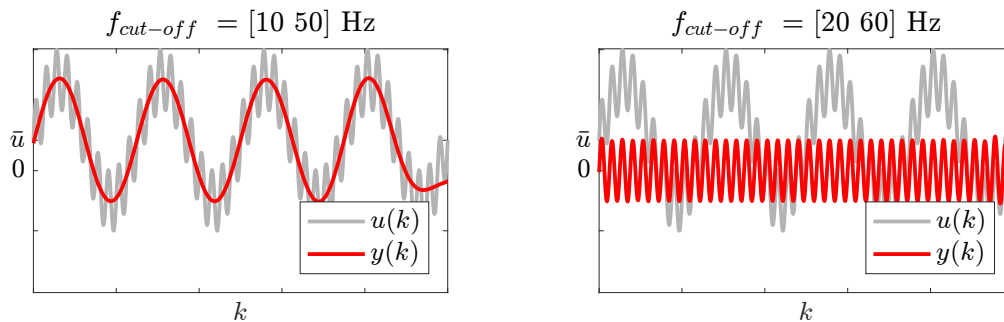 f_{cut-off} = [10 50] Hz
ū
0
u(k)
y(k)
k
f_{cut-off} = [20 60] Hz
ū
0
u(k)
y(k)
k